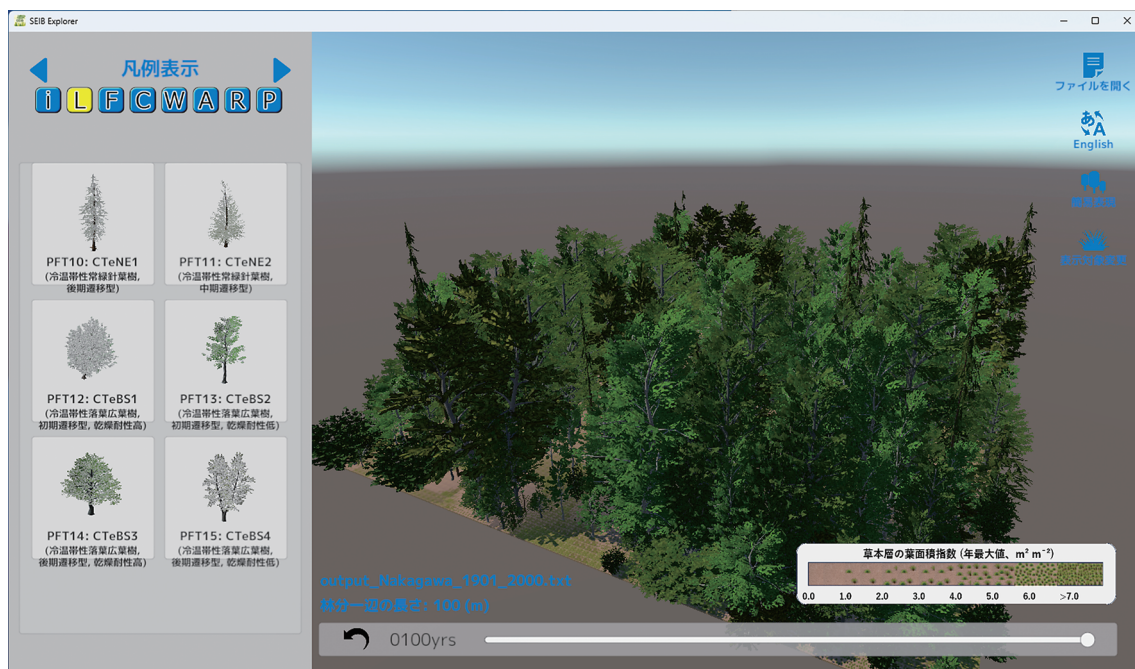 SEIB Explorer
凡例表示
i L F C W A R P
PFT10: CTeNE1
(冷温帯性常緑針葉樹,
後期遷移型)
PFT11: CTeNE2
(冷温帯性常緑針葉樹,
中期遷移型)
PFT12: CTeBS1
(冷温帯性落葉広葉樹,
初期遷移型, 乾燥耐性高)
PFT13: CTeBS2
(冷温帯性落葉広葉樹,
初期遷移型, 乾燥耐性低)
PFT14: CTeBS3
(冷温帯性落葉広葉樹,
後期遷移型, 乾燥耐性高)
PFT15: CTeBS4
(冷温帯性落葉広葉樹,
後期遷移型, 乾燥耐性低)
ファイルを開く
あA
English
output_Nakagawa_1901_2000.txt
林分一辺の長さ: 100 (m)
草本層の葉面積指数 (年最大値、m² m⁻²)
0.0 1.0 2.0 3.0 4.0 5.0 6.0 >7.0
0100yrs